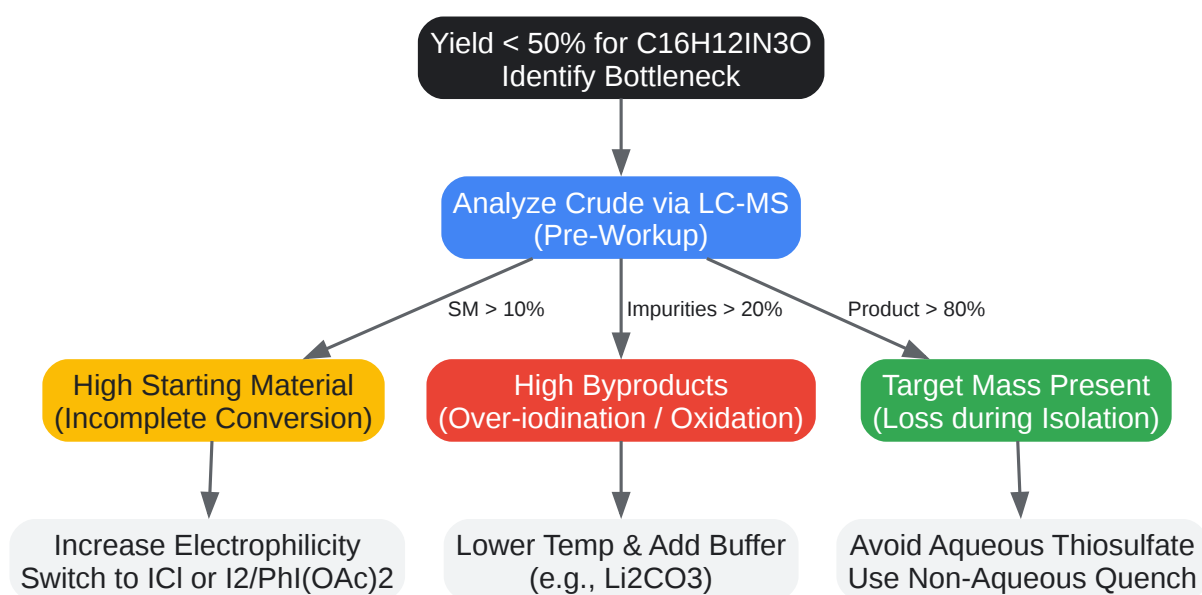 Yield < 50% for C16H12IN3O
Identify Bottleneck
Analyze Crude via LC-MS
(Pre-Workup)
SM > 10%
Impurities > 20%
Product > 80%
High Starting Material
(Incomplete Conversion)
High Byproducts
(Over-iodination / Oxidation)
Target Mass Present
(Loss during Isolation)
Increase Electrophilicity
Switch to ICl or I2/PhI(OAc)2
Lower Temp & Add Buffer
(e.g., Li2CO3)
Avoid Aqueous Thiosulfate
Use Non-Aqueous Quench